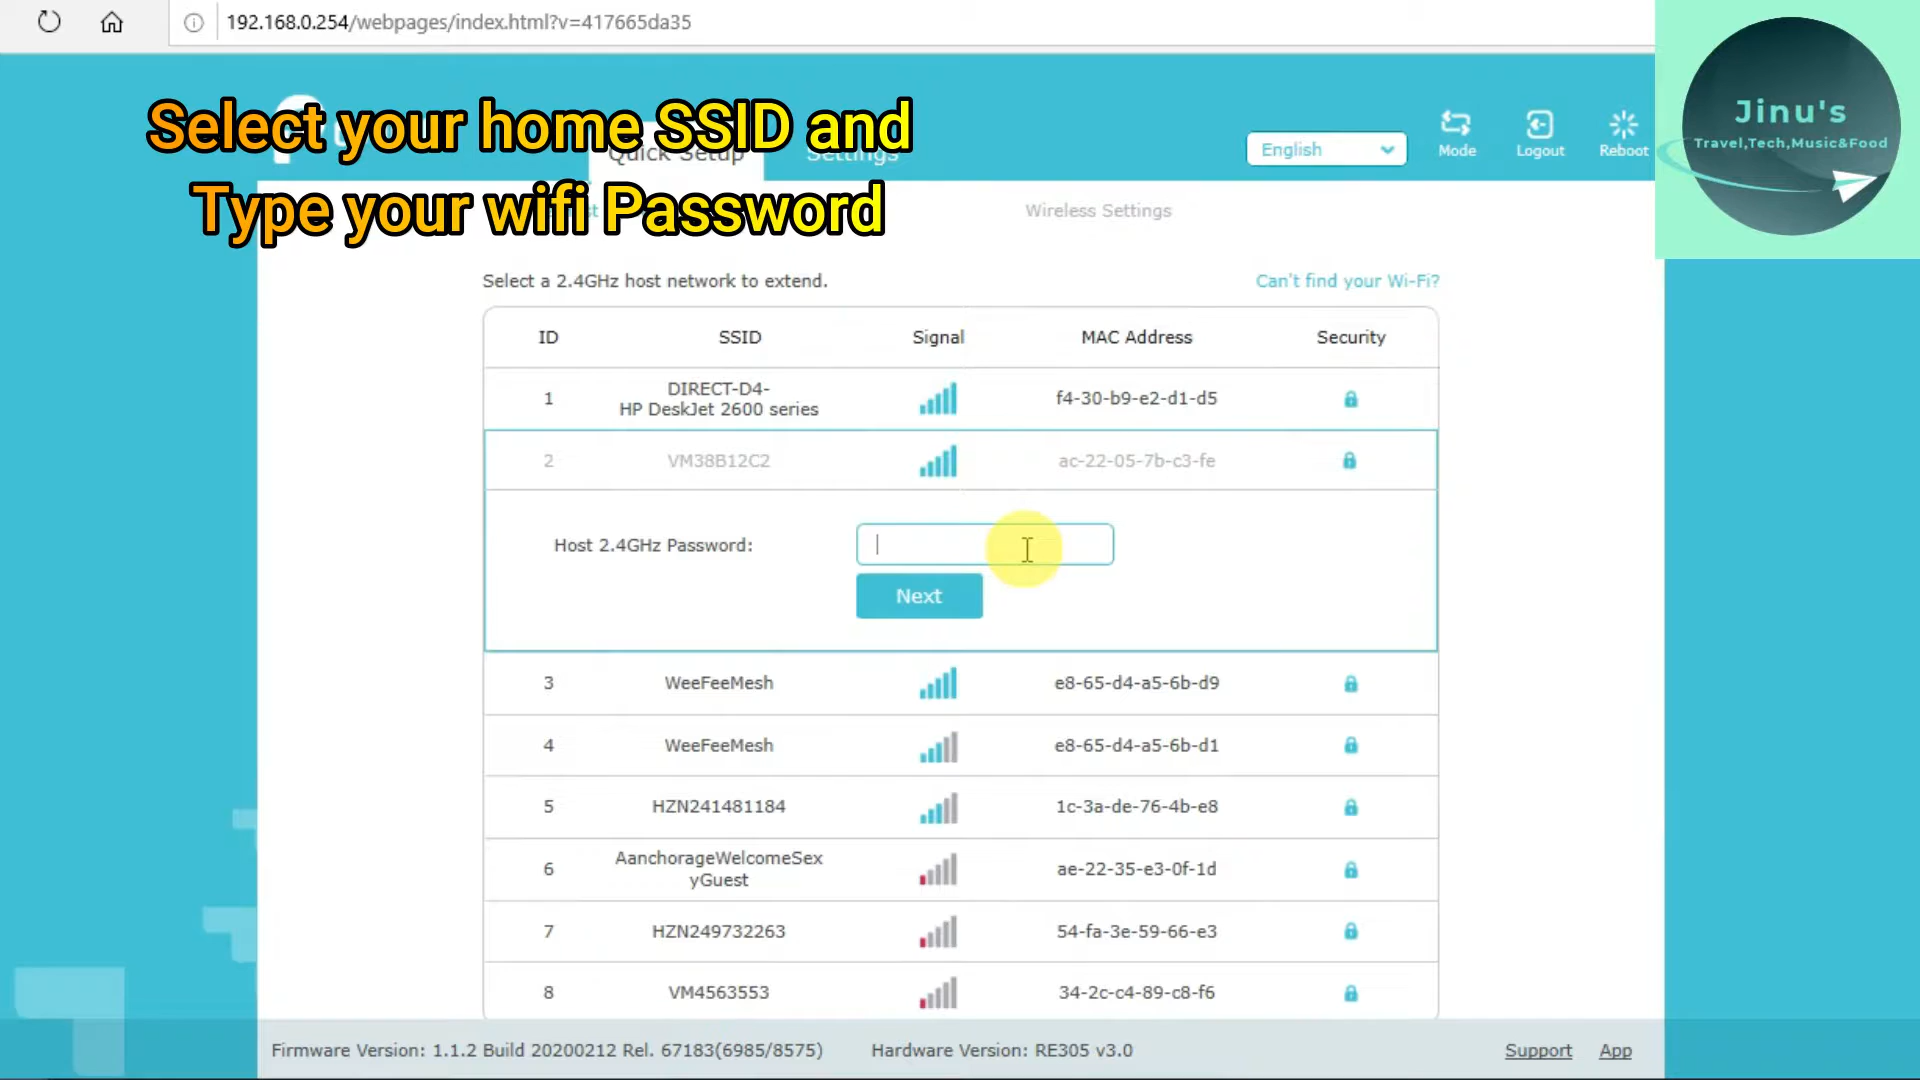 192.168.0.254/webpages/index.html?v=417665da35
Select your home SSID and
Type your wifi Password
Quick Setup
Settings
English
Mode
Logout
Reboot
Jinu's
Travel,Tech,Music&Food
Wireless Settings
Select a 2.4GHz host network to extend.
Can't find your Wi-Fi?
ID SSID Signal MAC Address Security
1 DIRECT-D4-
HP DeskJet 2600 series f4-30-b9-e2-d1-d5
2 VM38B12C2 ac-22-05-7b-c3-fe
Host 2.4GHz Password:
Next
3 WeeFeeMesh e8-65-d4-a5-6b-d9
4 WeeFeeMesh e8-65-d4-a5-6b-d1
5 HZN241481184 1c-3a-de-76-4b-e8
6 AanchorageWelcomeSex
yGuest ae-22-35-e3-0f-1d
7 HZN249732263 54-fa-3e-59-66-e3
8 VM4563553 34-2c-c4-89-c8-f6
Firmware Version: 1.1.2 Build 20200212 Rel. 67183(6985/8575) Hardware Version: RE305 v3.0
Support App